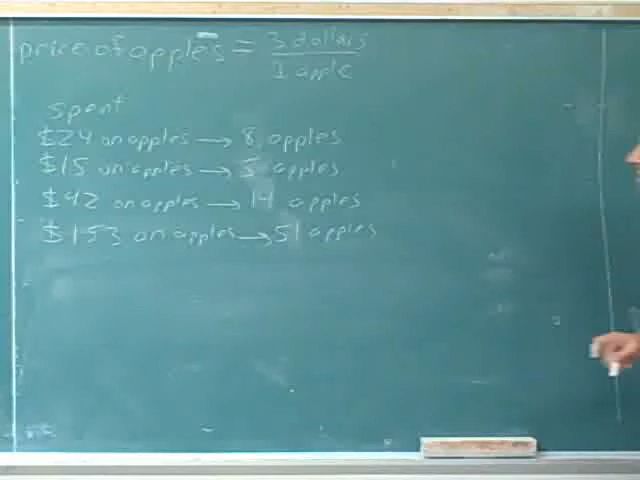 price of apples = 3 dollars / 1 apple
spent
$24 on apples → 8 apples
$15 on apples → 5 apples
$42 on apples → 14 apples
$153 on apples → 51 apples